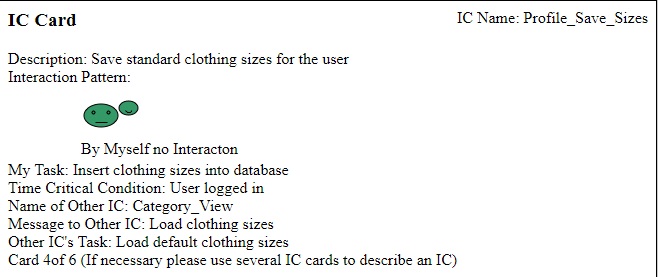 IC Card
IC Name: Profile_Save_Sizes
Description: Save standard clothing sizes for the user
Interaction Pattern:
By Myself no Interacton
My Task: Insert clothing sizes into database
Time Critical Condition: User logged in
Name of Other IC: Category_View
Message to Other IC: Load clothing sizes
Other IC's Task: Load default clothing sizes
Card 4of 6 (If necessary please use several IC cards to describe an IC)